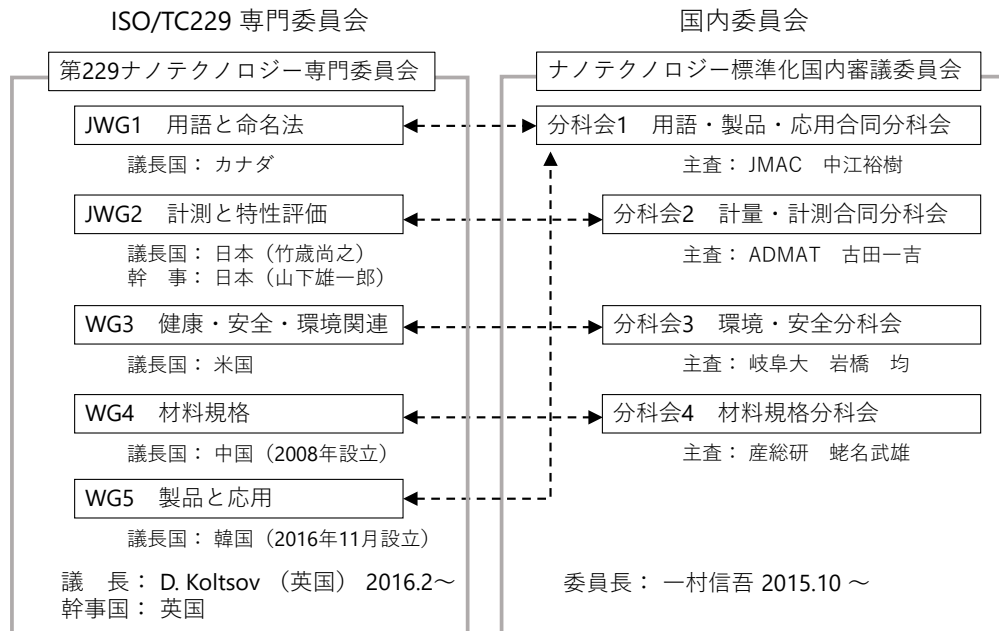 ISO/TC229 専門委員会
第229ナノテクノロジー専門委員会
JWG1 用語と命名法
議長国： カナダ
JWG2 計測と特性評価
議長国： 日本（竹歳尚之）
幹　事： 日本（山下雄一郎）
WG3 健康・安全・環境関連
議長国： 米国
WG4 材料規格
議長国： 中国（2008年設立）
WG5 製品と応用
議長国： 韓国（2016年11月設立）
議　長： D. Koltsov （英国） 2016.2～
幹事国： 英国
国内委員会
ナノテクノロジー標準化国内審議委員会
分科会1 用語・製品・応用合同分科会
主査： JMAC 中江裕樹
分科会2 計量・計測合同分科会
主査： ADMAT 古田一吉
分科会3 環境・安全分科会
主査： 岐阜大 岩橋 均
分科会4 材料規格分科会
主査： 産総研 蛯名武雄
委員長： 一村信吾 2015.10 ～